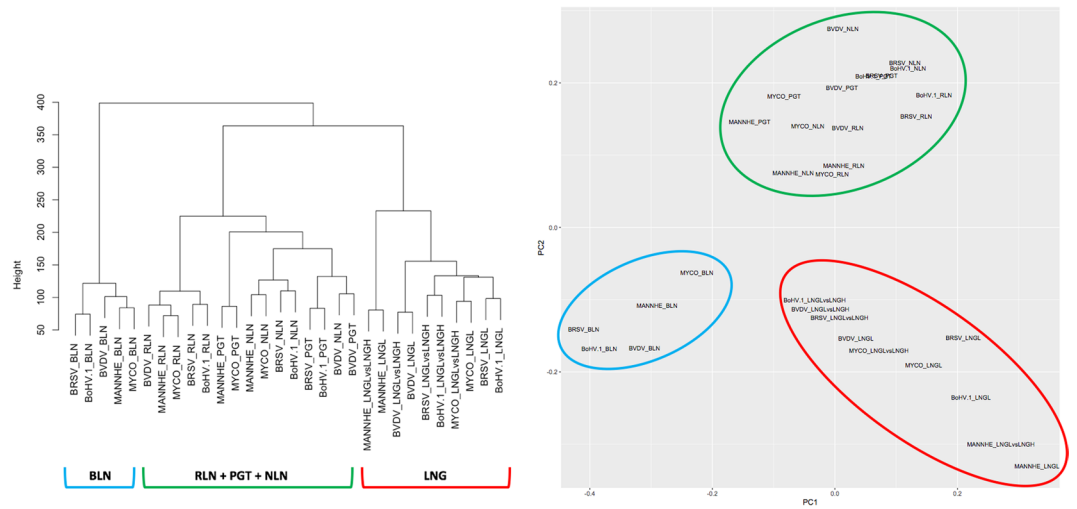 Height
400
350
300
250
200
150
100
50
BRSV_BLN
BoHV.1_BLN
BVDV_BLN
MANNHE_BLN
MYCO_BLN
BVDV_RLN
MANNHE_RLN
MYCO_RLN
BRSV_RLN
BoHV.1_RLN
MANNHE_PGT
MYCO_PGT
MANNHE_NLN
MYCO_NLN
BRSV_NLN
BoHV.1_NLN
BRSV_PGT
BoHV.1_PGT
BVDV_NLN
BVDV_PGT
MANNHE_LNGLvsLNGH
MANNHE_LNGL
BVDV_LNGLvsLNGH
BVDV_LNGL
BRSV_LNGLvsLNGH
BoHV.1_LNGLvsLNGH
MYCO_LNGLvsLNGH
MYCO_LNGL
BRSV_LNGL
BoHV.1_LNGL
BLN
RLN + PGT + NLN
LNG
PC2
0.2
0.0
-0.2
BVDV_NLN
BRSV_NLN
BoHV.1_NLN
BRSV_PGT
BVDV_PGT
MYCO_PGT
BoHV.1_RLN
BRSV_RLN
MANNHE_PGT
MYCO_NLN
BVDV_RLN
MANNHE_RLN
MANNHE_NLN
MYCO_RLN
MYCO_BLN
MANNHE_BLN
BRSV_BLN
BoHV.1_BLN
BVDV_BLN
BoHV.1_LNGLvsLNGH
BVDV_LNGLvsLNGH
BRSV_LNGLvsLNGH
BVDV_LNGL
BRSV_LNGL
MYCO_LNGLvsLNGH
MYCO_LNGL
BoHV.1_LNGL
MANNHE_LNGLvsLNGH
MANNHE_LNGL
-0.4
-0.2
0.0
0.2
PC1